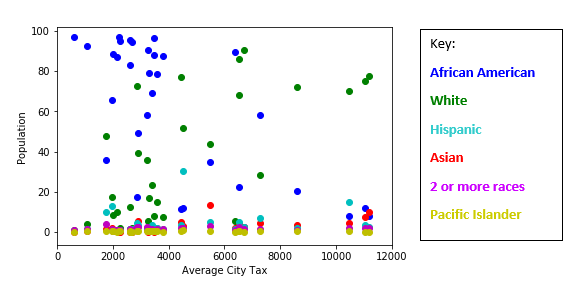 100
80
60
40
20
0
Population
0
2000
4000
6000
8000
10000
12000
Average City Tax
Key:
African American
White
Hispanic
Asian
2 or more races
Pacific Islander